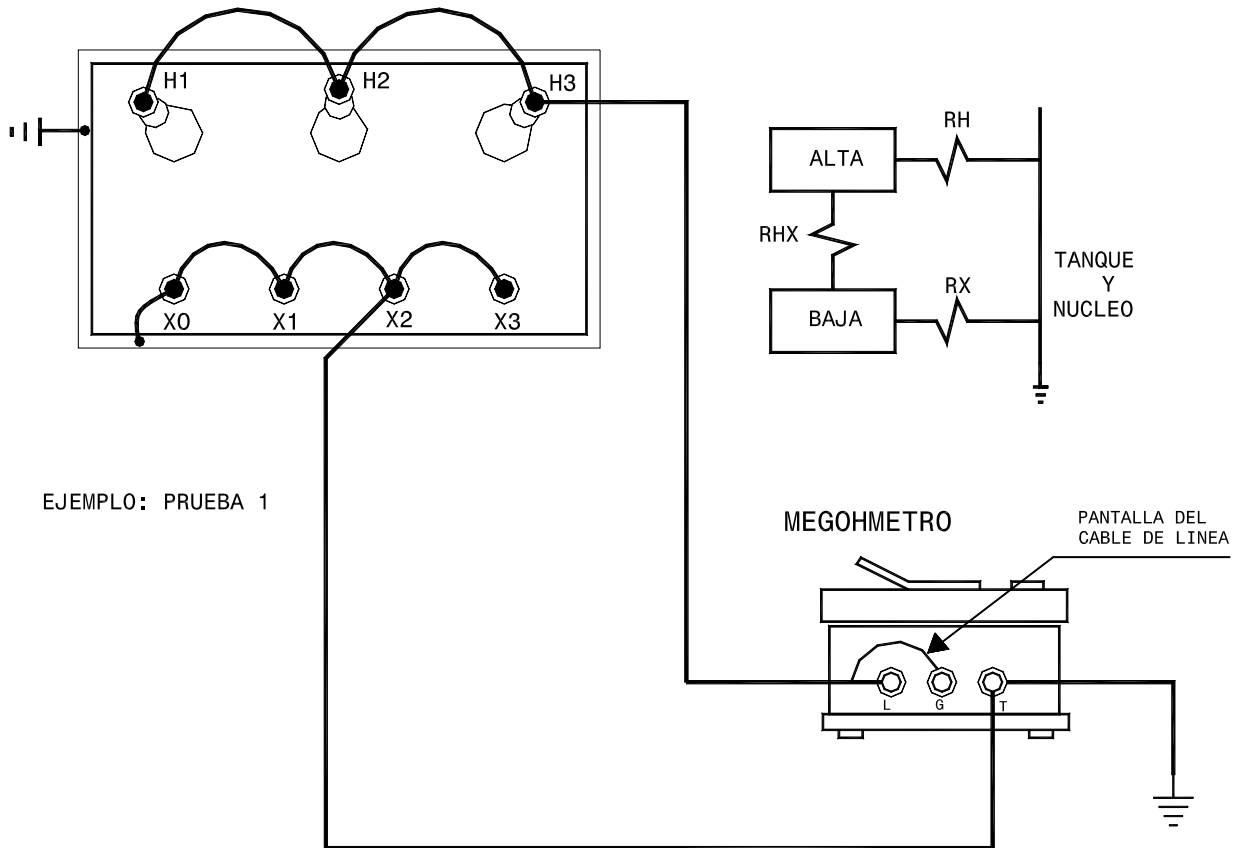 H1
H2
H3
X0
X1
X2
X3
ALTA
RH
RHX
BAJA
RX
TANQUE
Y
NUCLEO
EJEMPLO: PRUEBA 1
MEGOHMETRO
PANTALLA DEL
CABLE DE LINEA
L
G
T